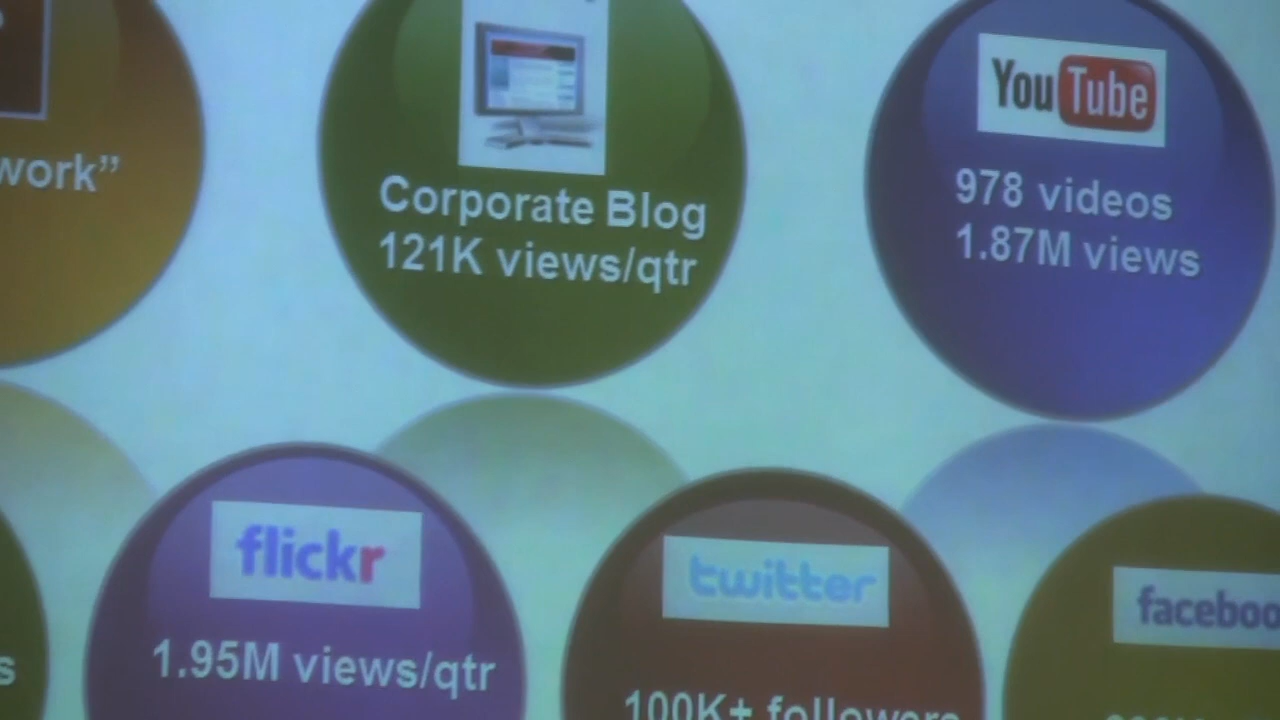 work”
Corporate Blog
121K views/qtr
YouTube
978 videos
1.87M views
flickr
1.95M views/qtr
twitter
100K+ followers
faceboo
s